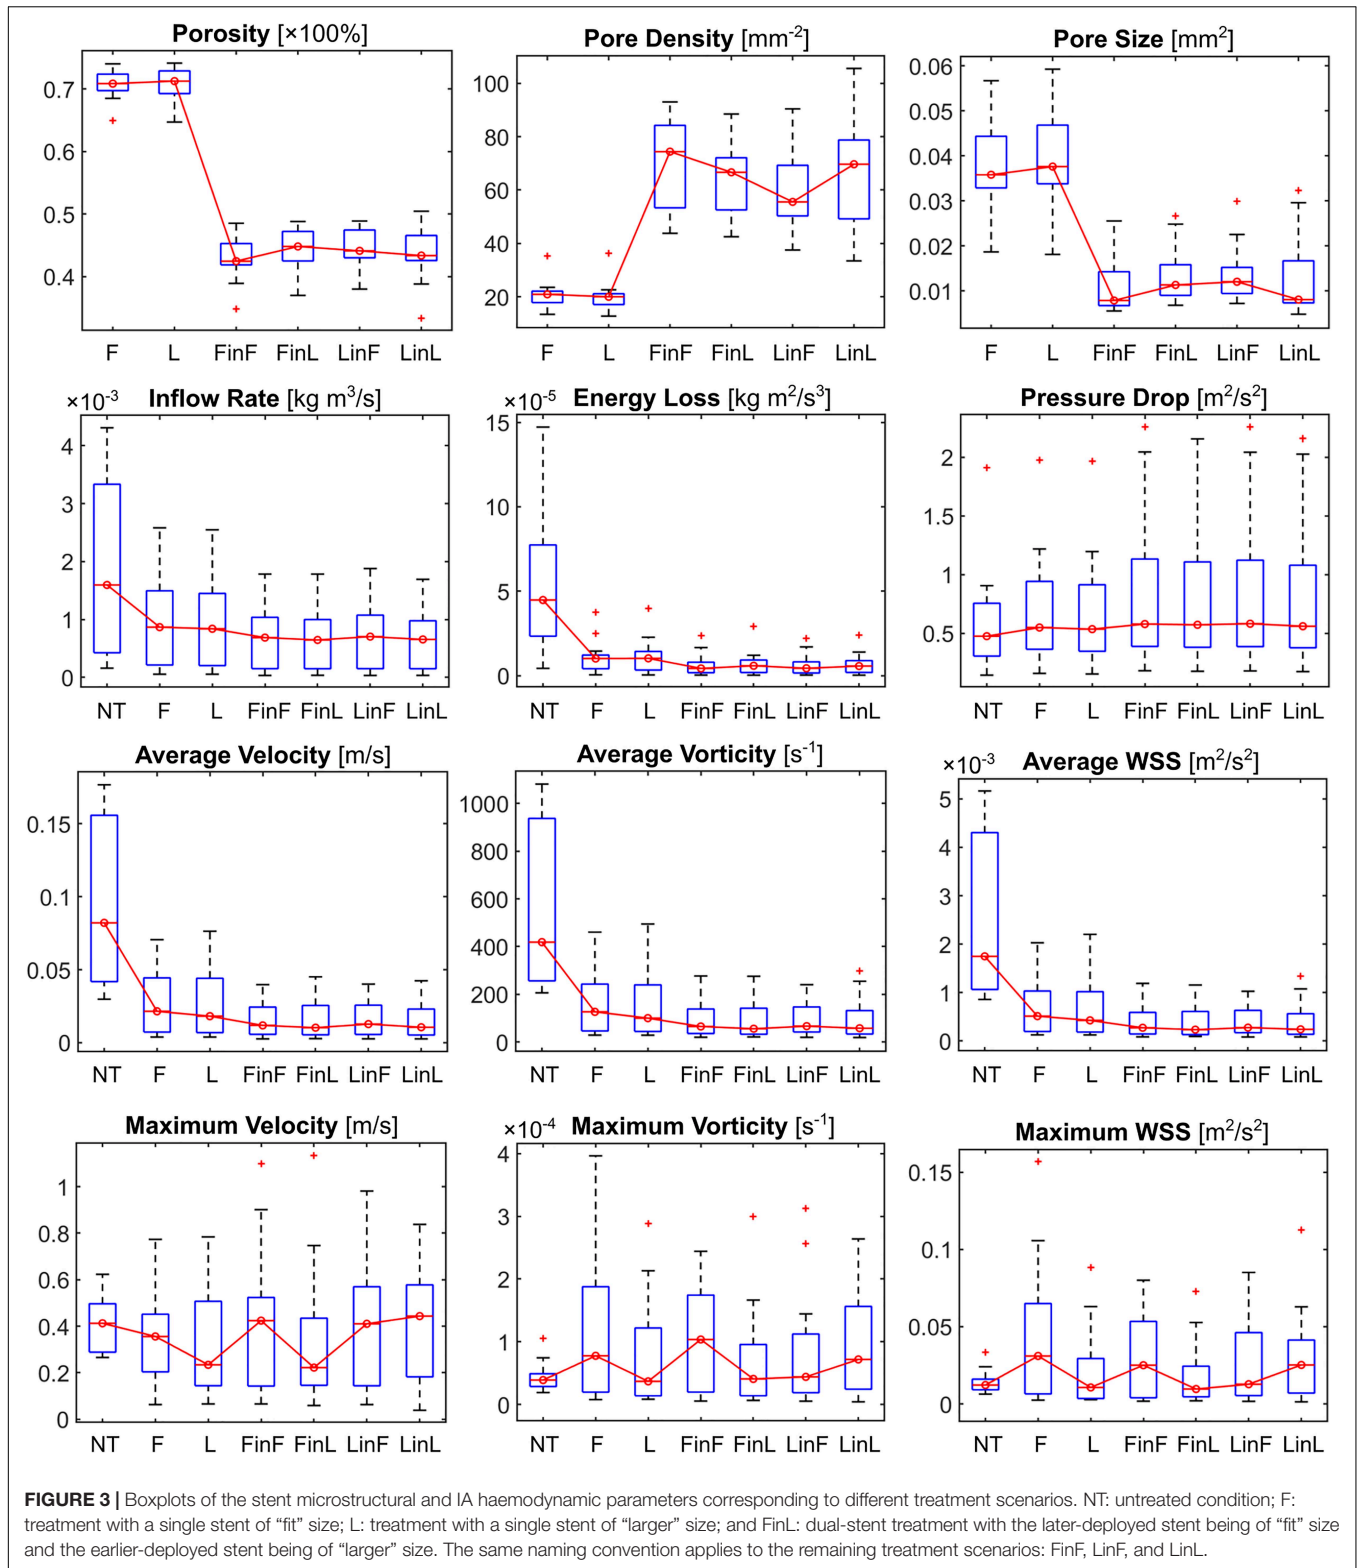 Porosity [×100%]
0.7
0.6
0.5
0.4
F L FinF FinL LinF LinL
Pore Density [mm-2]
100
80
60
40
20
F L FinF FinL LinF LinL
Pore Size [mm2]
0.06
0.05
0.04
0.03
0.02
0.01
F L FinF FinL LinF LinL
×10-3 Inflow Rate [kg m3/s]
4
3
2
1
0
NT F L FinF FinL LinF LinL
×10-5 Energy Loss [kg m2/s3]
15
10
5
0
NT F L FinF FinL LinF LinL
Pressure Drop [m2/s2]
2
1.5
1
0.5
NT F L FinF FinL LinF LinL
Average Velocity [m/s]
0.15
0.1
0.05
0
NT F L FinF FinL LinF LinL
Average Vorticity [s-1]
1000
800
600
400
200
0
NT F L FinF FinL LinF LinL
×10-3 Average WSS [m2/s2]
5
4
3
2
1
0
NT F L FinF FinL LinF LinL
Maximum Velocity [m/s]
1
0.8
0.6
0.4
0.2
0
NT F L FinF FinL LinF LinL
×10-4 Maximum Vorticity [s-1]
4
3
2
1
0
NT F L FinF FinL LinF LinL
Maximum WSS [m2/s2]
0.15
0.1
0.05
0
NT F L FinF FinL LinF LinL
FIGURE 3 | Boxplots of the stent microstructural and IA haemodynamic parameters corresponding to different treatment scenarios. NT: untreated condition; F:
treatment with a single stent of “fit” size; L: treatment with a single stent of “larger” size; and FinL: dual-stent treatment with the later-deployed stent being of “fit” size
and the earlier-deployed stent being of “larger” size. The same naming convention applies to the remaining treatment scenarios: FinF, LinF, and LinL.